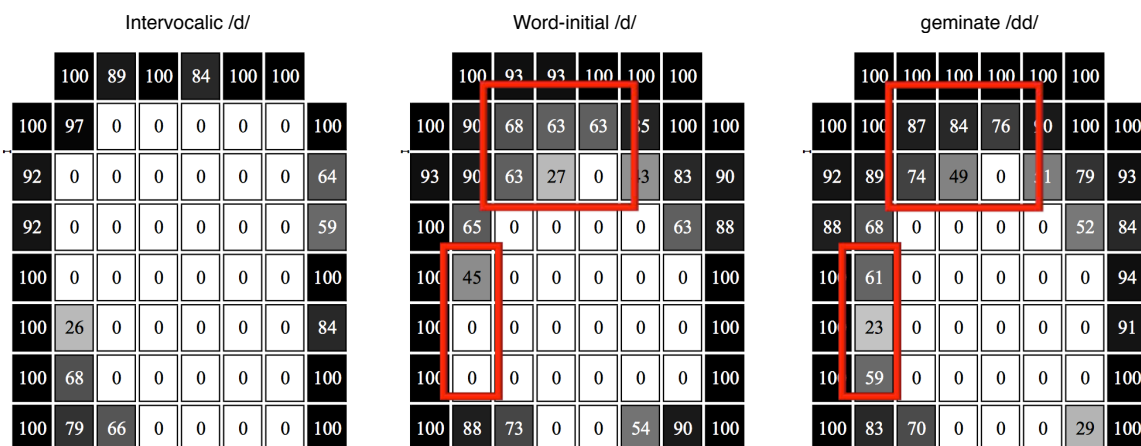 Intervocalic /d/
100 89 100 84 100 100
100 97 0 0 0 0 0 100
92 0 0 0 0 0 0 64
92 0 0 0 0 0 0 59
100 0 0 0 0 0 0 100
100 26 0 0 0 0 0 84
100 68 0 0 0 0 0 100
100 79 66 0 0 0 0 100
Word-initial /d/
100 93 93 100 100 100
100 90 68 63 63 85 100 100
93 90 63 27 0 43 83 90
100 65 0 0 0 0 63 88
100 45 0 0 0 0 0 100
100 0 0 0 0 0 0 100
100 0 0 0 0 0 0 100
100 88 73 0 0 54 90 100
geminate /dd/
100 100 100 100 100 100
100 100 87 84 76 90 100 100
92 89 74 49 0 79 93
88 68 0 0 0 0 52 84
100 61 0 0 0 0 0 94
100 23 0 0 0 0 0 91
100 59 0 0 0 0 0 100
100 83 70 0 0 0 29 100